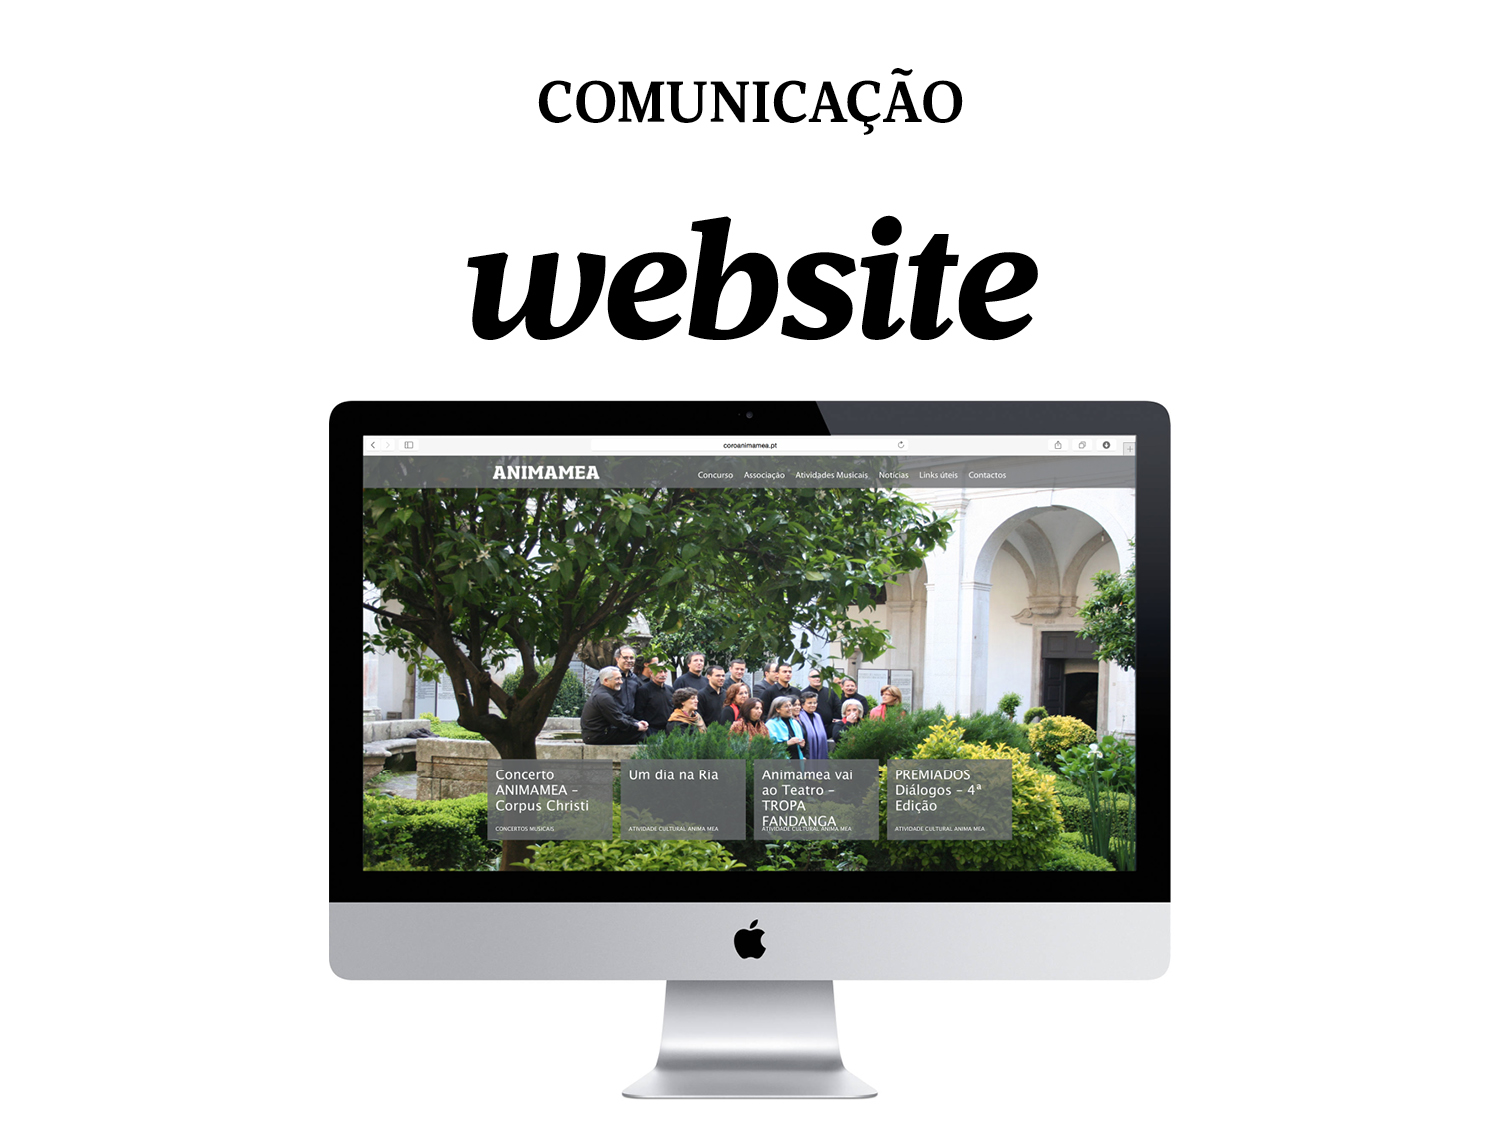 COMUNICAÇÃO
website
coroanimamea.pt
ANIMAMEA
Concurso Associação Atividades Musicais Notícias Links úteis Contactos
Concerto
ANIMAMEA –
Corpus Christi
CONCERTOS MUSICAIS
Um dia na Ria
ATIVIDADE CULTURAL ANIMA MEA
Animamea vai
ao Teatro –
TROPA
FANDANGA
ATIVIDADE CULTURAL ANIMA MEA
PREMIADOS
Diálogos – 4ª
Edição
ATIVIDADE CULTURAL ANIMA MEA